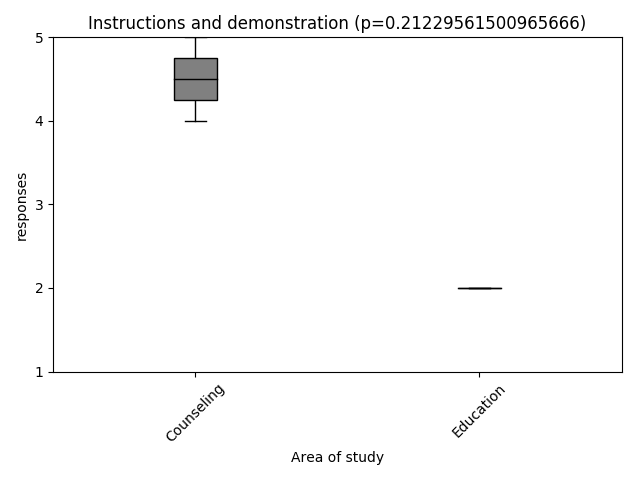 Instructions and demonstration (p=0.21229561500965666)
5
4
3
2
1
responses
Counseling
Education
Area of study